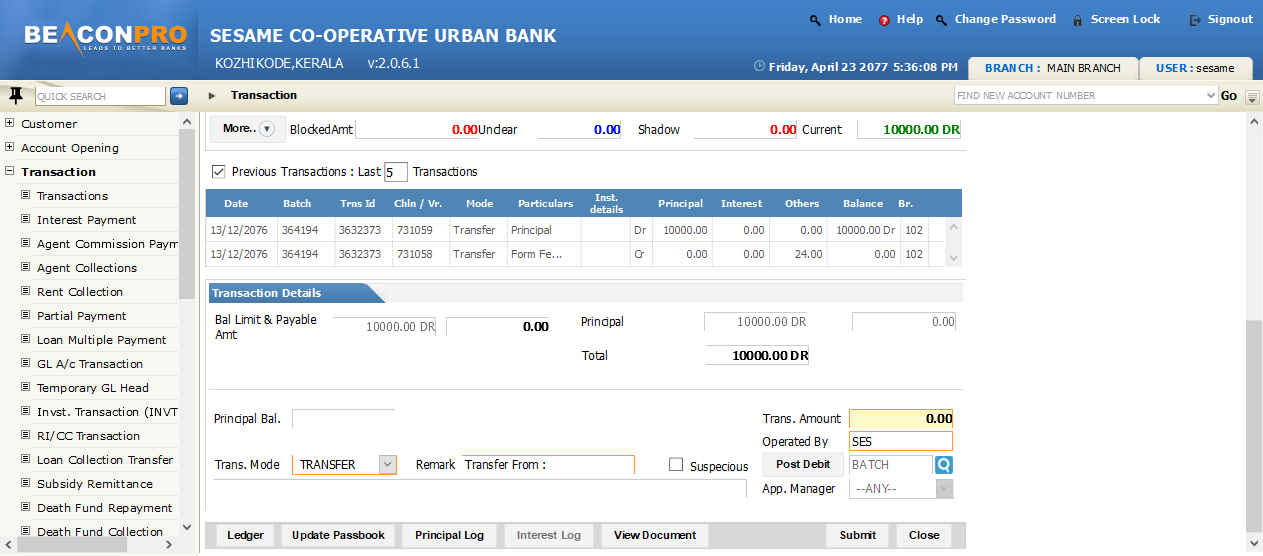 BEACONPRO
LEADS TO BETTER BANKS
SESAME CO-OPERATIVE URBAN BANK
KOZHIKODE,KERALA v:2.0.6.1
Home Help Change Password Screen Lock Signout
Friday, April 23 2077 5:36:08 PM BRANCH : MAIN BRANCH USER : sesame
QUICK SEARCH Transaction FIND NEW ACCOUNT NUMBER Go
Customer
Account Opening
Transaction
Transactions
Interest Payment
Agent Commission Paym
Agent Collections
Rent Collection
Partial Payment
Loan Multiple Payment
GL A/c Transaction
Temporary GL Head
Invst. Transaction (INVT
RI/CC Transaction
Loan Collection Transfer
Subsidy Remittance
Death Fund Repayment
Death Fund Collection
More.. BlockedAmt 0.00 Unclear 0.00 Shadow 0.00 Current 10000.00 DR
Previous Transactions : Last 5 Transactions
Date Batch Trns Id Chln / Vr. Mode Particulars Inst. details Principal Interest Others Balance Br.
13/12/2076 364194 3632373 731059 Transfer Principal Dr 10000.00 0.00 0.00 10000.00 Dr 102
13/12/2076 364194 3632373 731058 Transfer Form Fe... Cr 0.00 0.00 24.00 0.00 102
Transaction Details
Bal Limit & Payable Amt 10000.00 DR 0.00 Principal 10000.00 DR 0.00
Total 10000.00 DR
Principal Bal. Trans. Amount 0.00
Operated By SES
Trans. Mode TRANSFER Remark Transfer From : Suspecious Post Debit BATCH
App. Manager --ANY--
Ledger Update Passbook Principal Log Interest Log View Document Submit Close